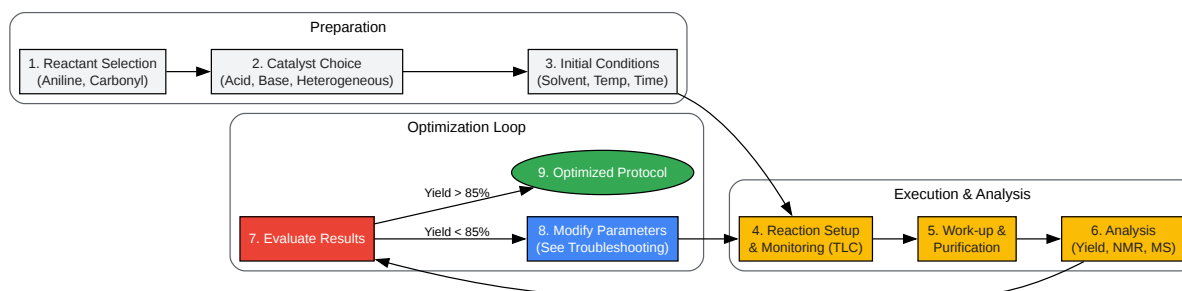 Preparation
1. Reactant Selection
(Aniline, Carbonyl)
2. Catalyst Choice
(Acid, Base, Heterogeneous)
3. Initial Conditions
(Solvent, Temp, Time)
Optimization Loop
9. Optimized Protocol
Yield > 85%
7. Evaluate Results
Yield < 85%
8. Modify Parameters
(See Troubleshooting)
Execution & Analysis
4. Reaction Setup
& Monitoring (TLC)
5. Work-up &
Purification
6. Analysis
(Yield, NMR, MS)